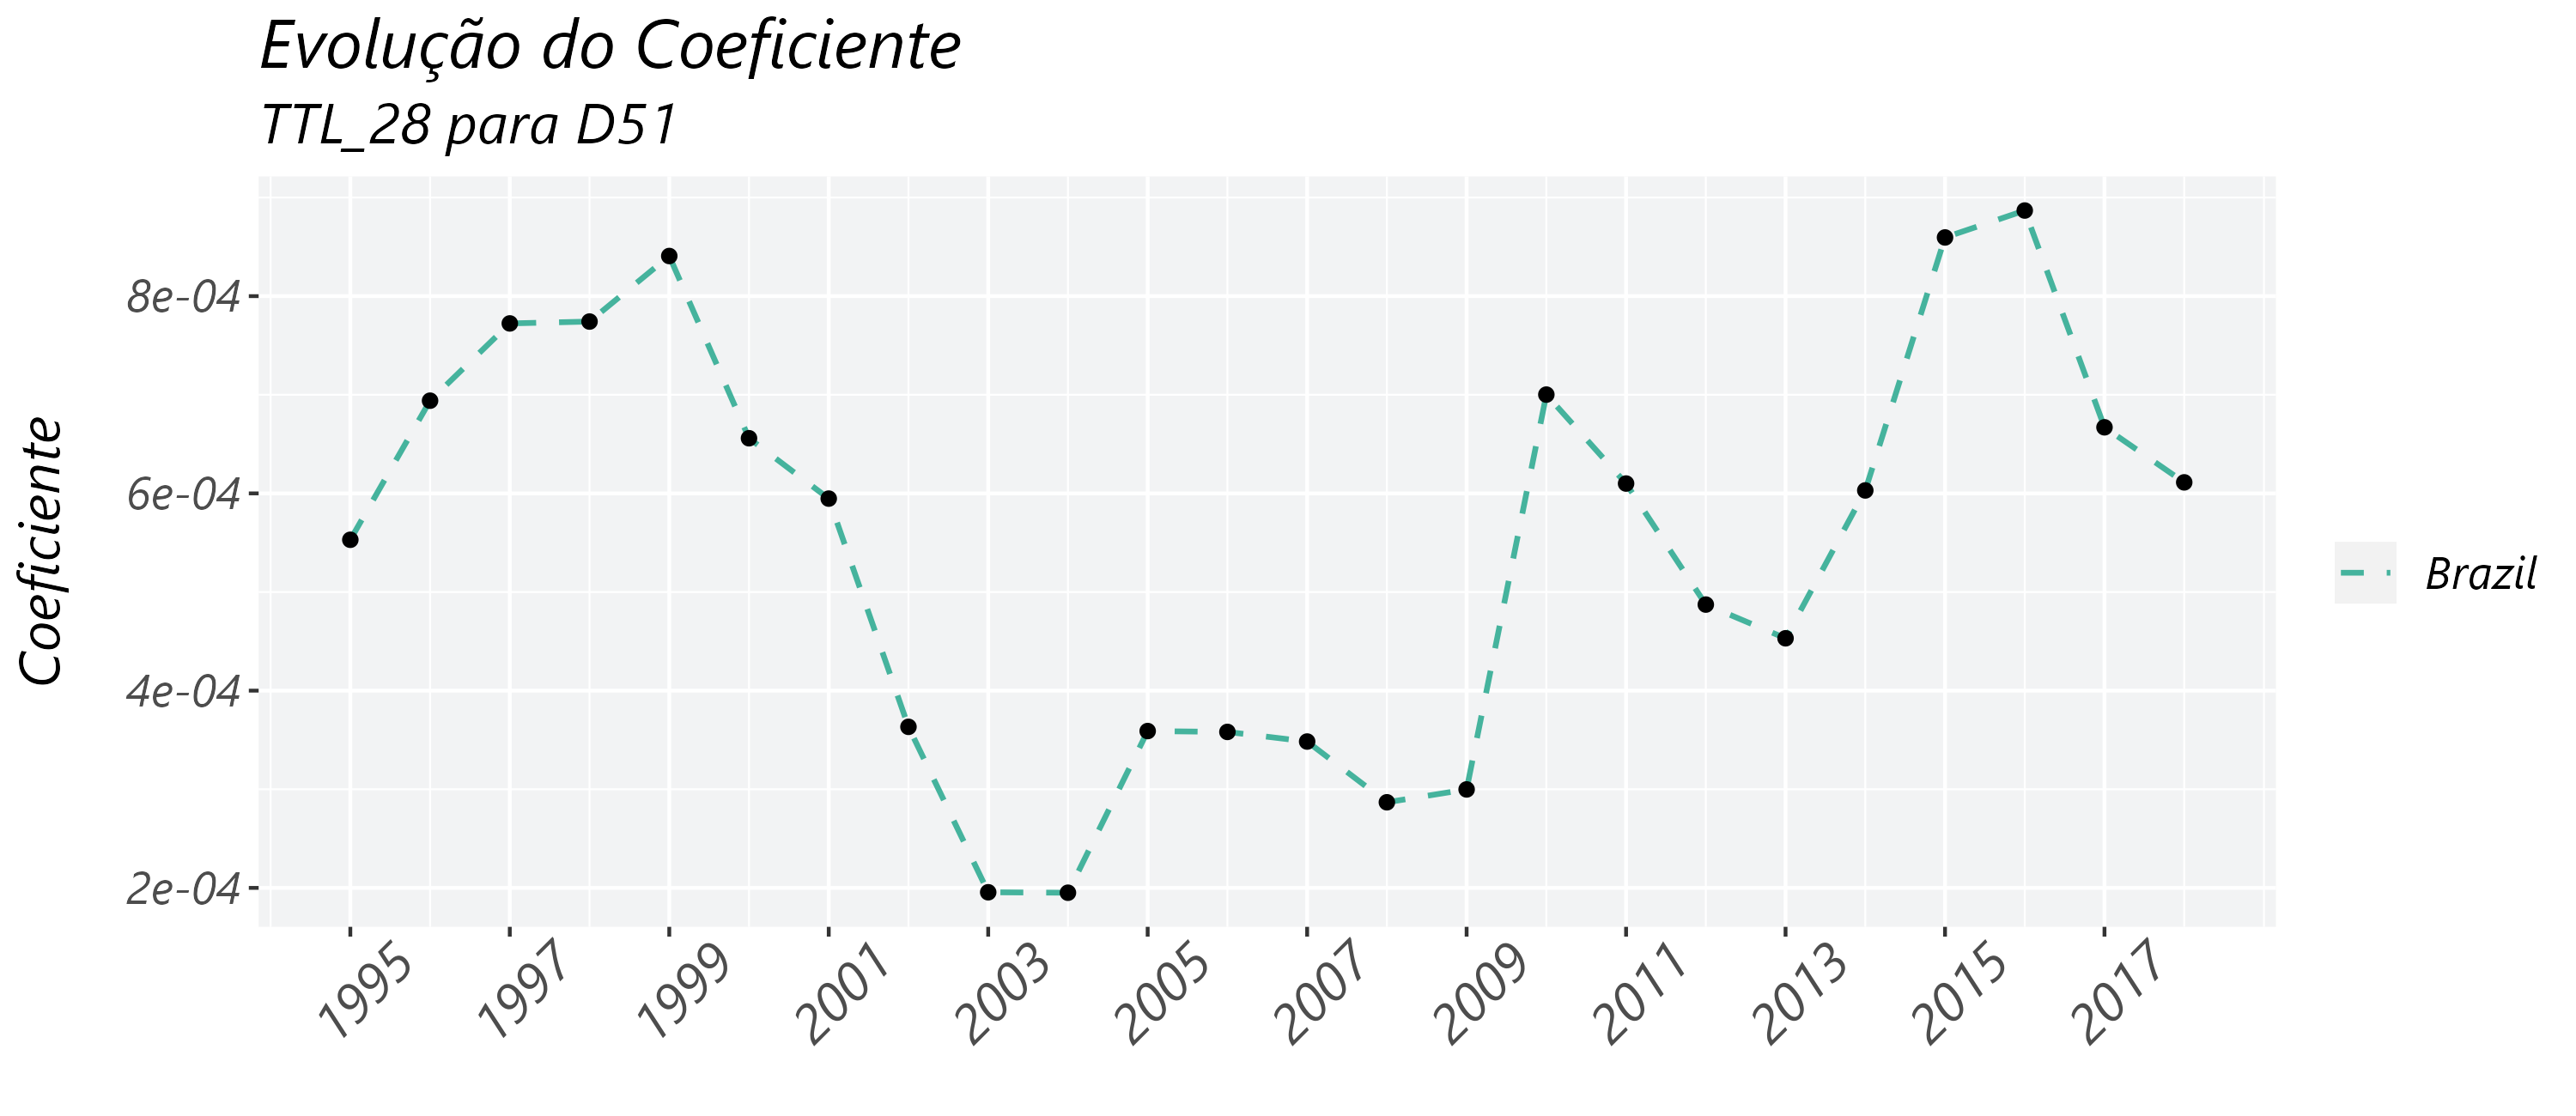 Evolução do Coeficiente
TTL_28 para D51
Coeficiente
8e-04
6e-04
4e-04
2e-04
1995
1997
1999
2001
2003
2005
2007
2009
2011
2013
2015
2017
Brazil